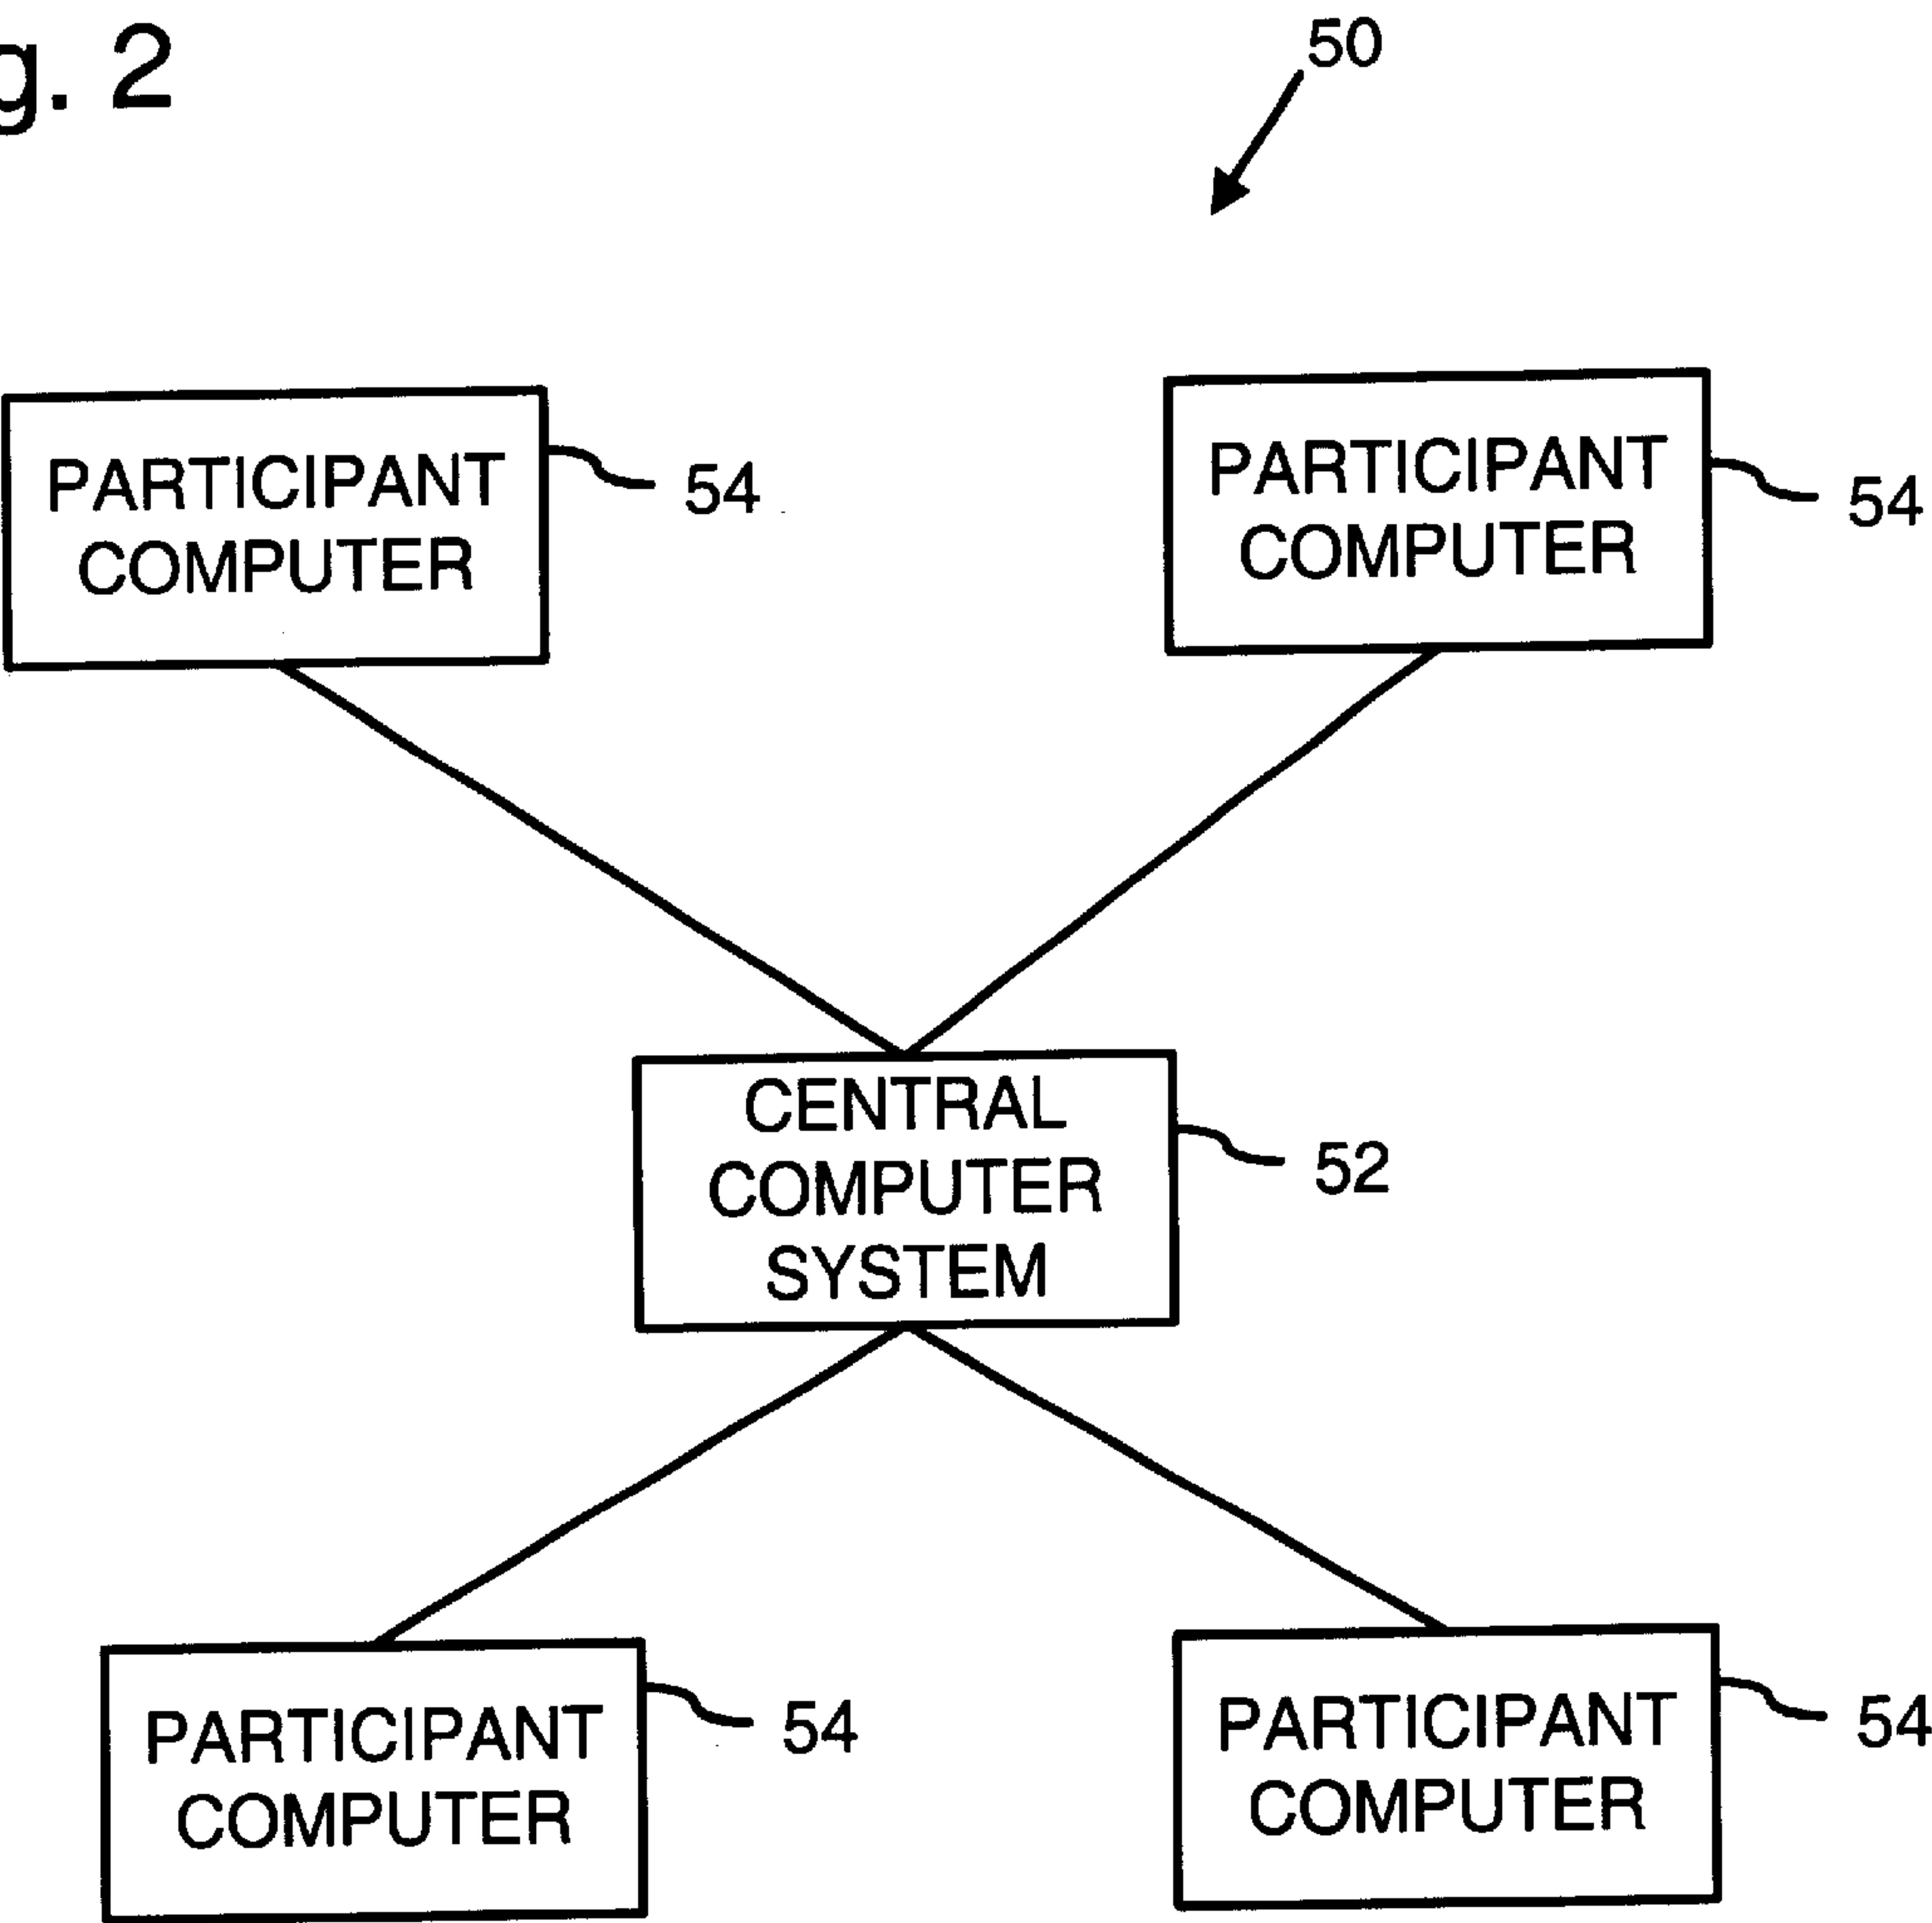 g. 2
50
PARTICIPANT
COMPUTER
54
PARTICIPANT
COMPUTER
54
CENTRAL
COMPUTER
SYSTEM
52
PARTICIPANT
COMPUTER
54
PARTICIPANT
COMPUTER
54